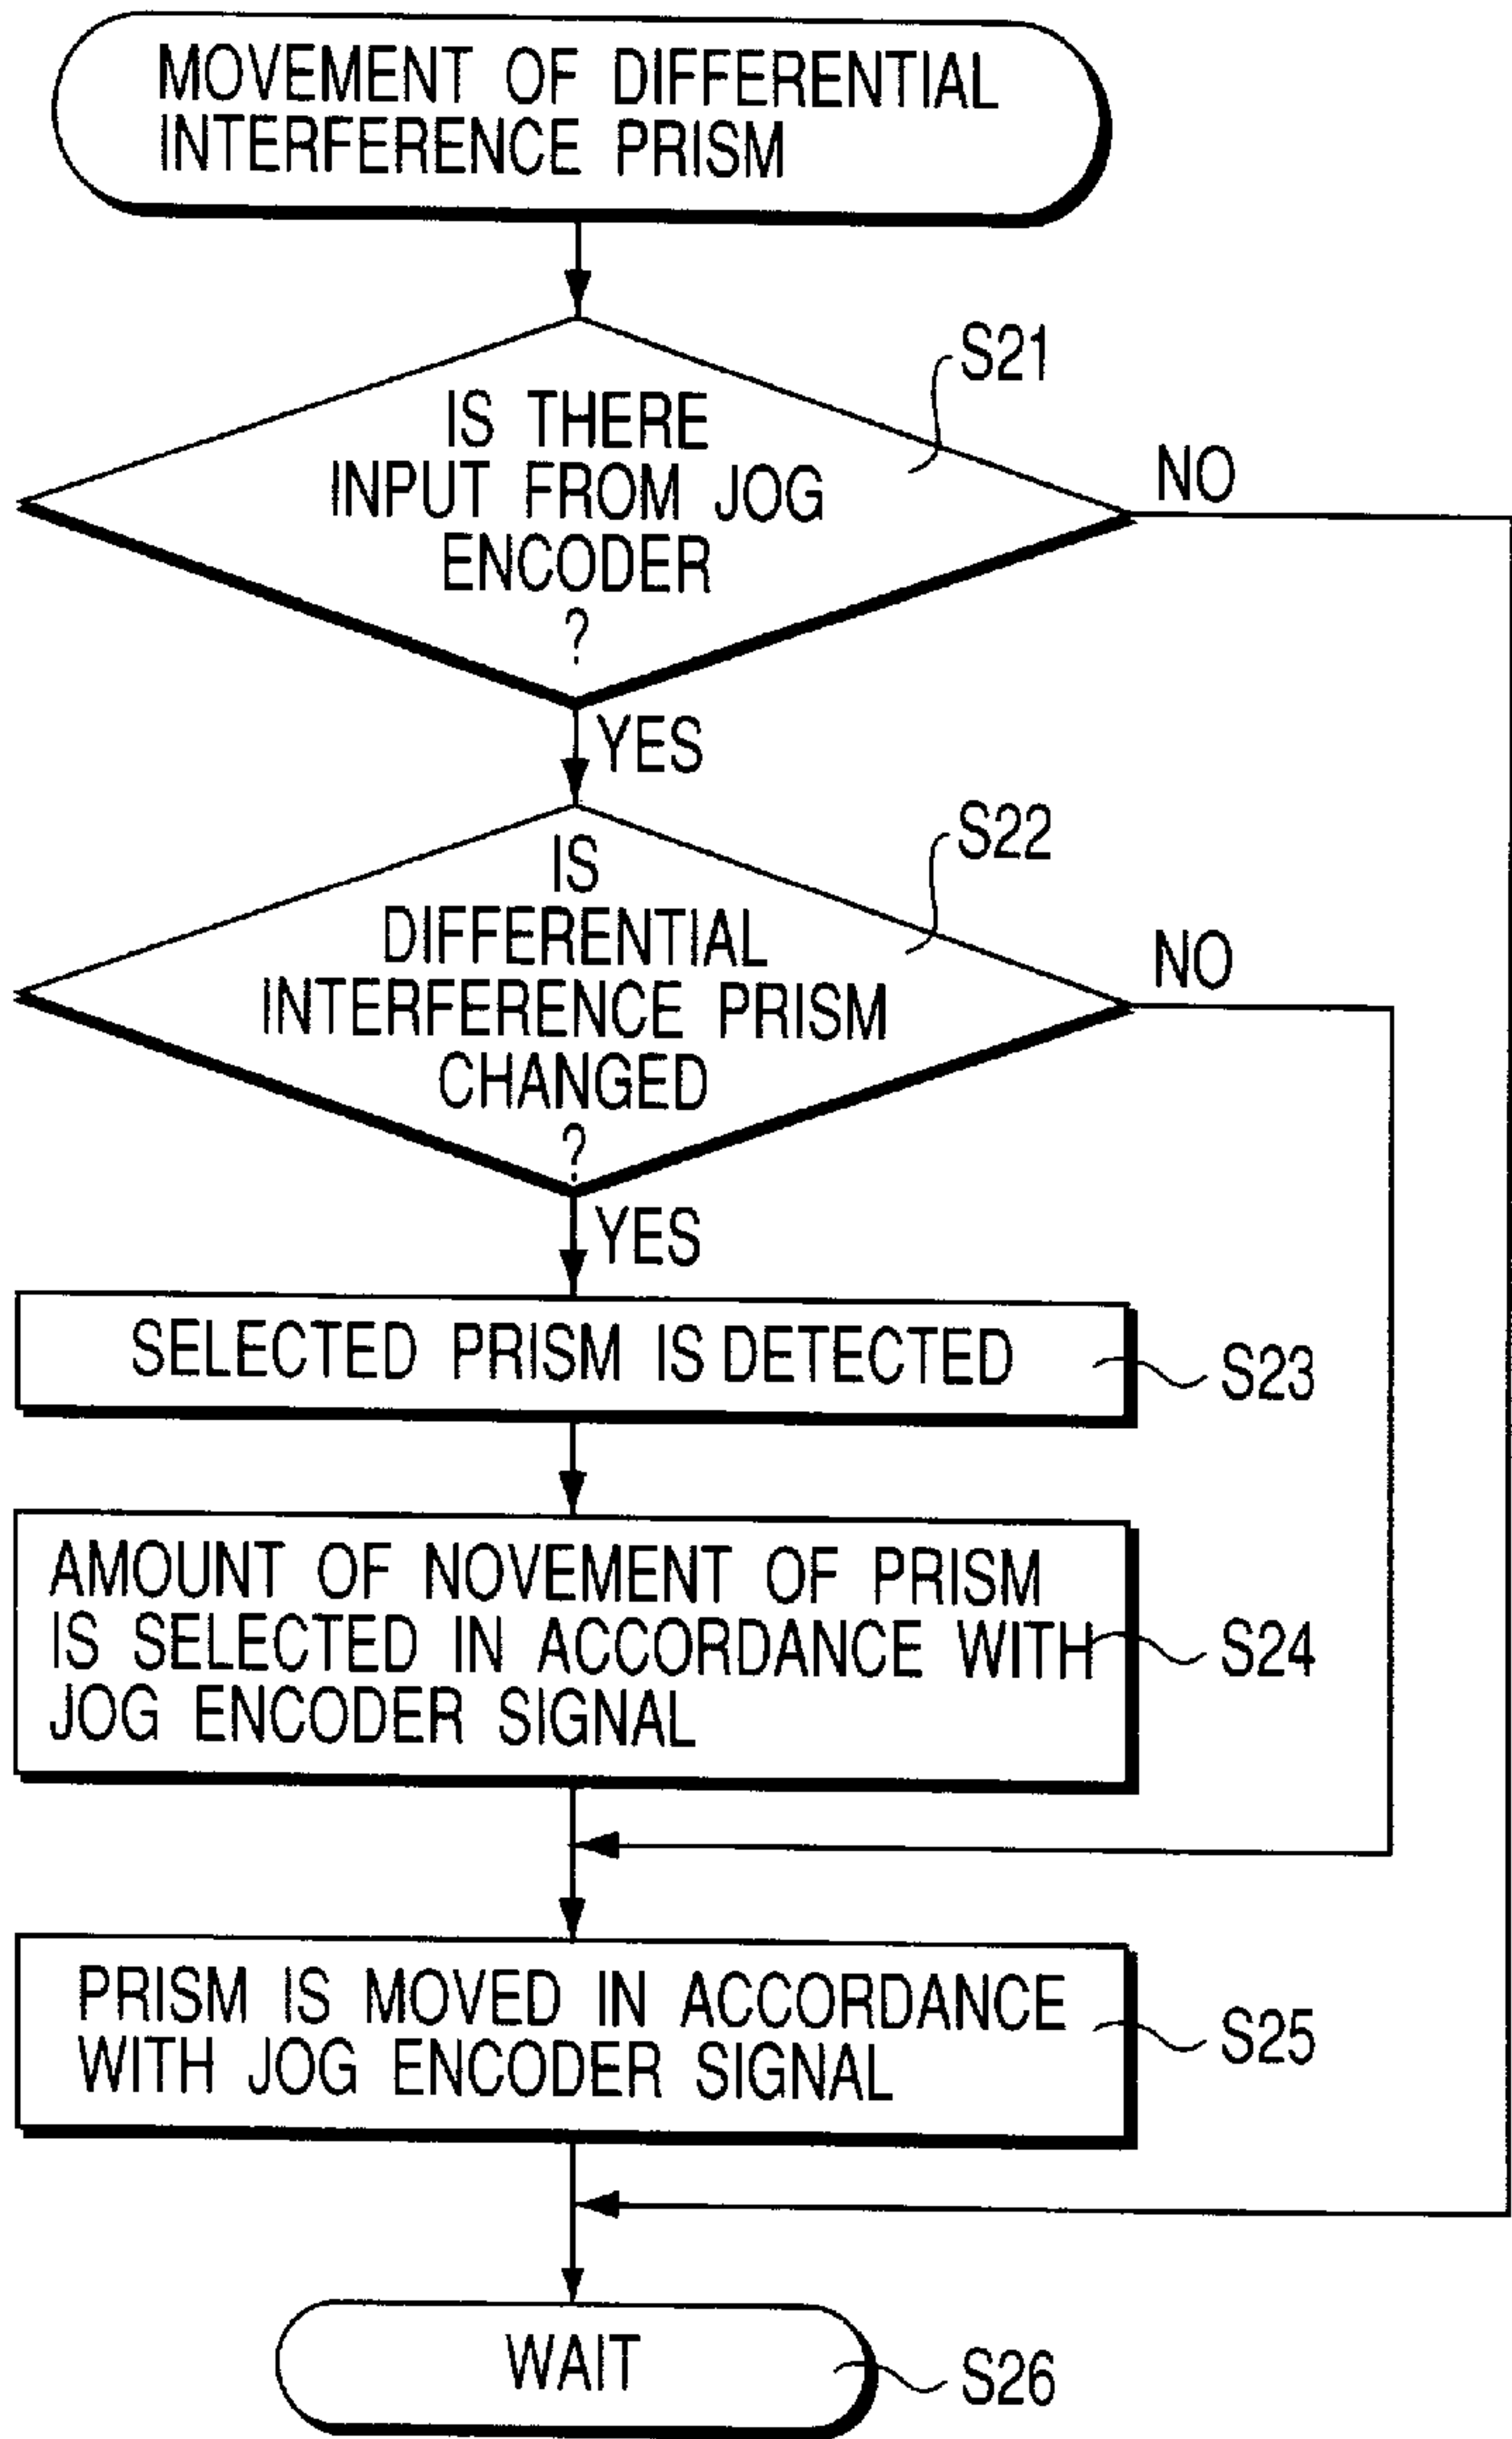 MOVEMENT OF DIFFERENTIAL
INTERFERENCE PRISM
S21
IS THERE
INPUT FROM JOG
ENCODER
?
NO
YES
S22
IS
DIFFERENTIAL
INTERFERENCE PRISM
CHANGED
?
NO
YES
SELECTED PRISM IS DETECTED
S23
AMOUNT OF NOVEMENT OF PRISM
IS SELECTED IN ACCORDANCE WITH
JOG ENCODER SIGNAL
S24
PRISM IS MOVED IN ACCORDANCE
WITH JOG ENCODER SIGNAL
S25
WAIT
S26